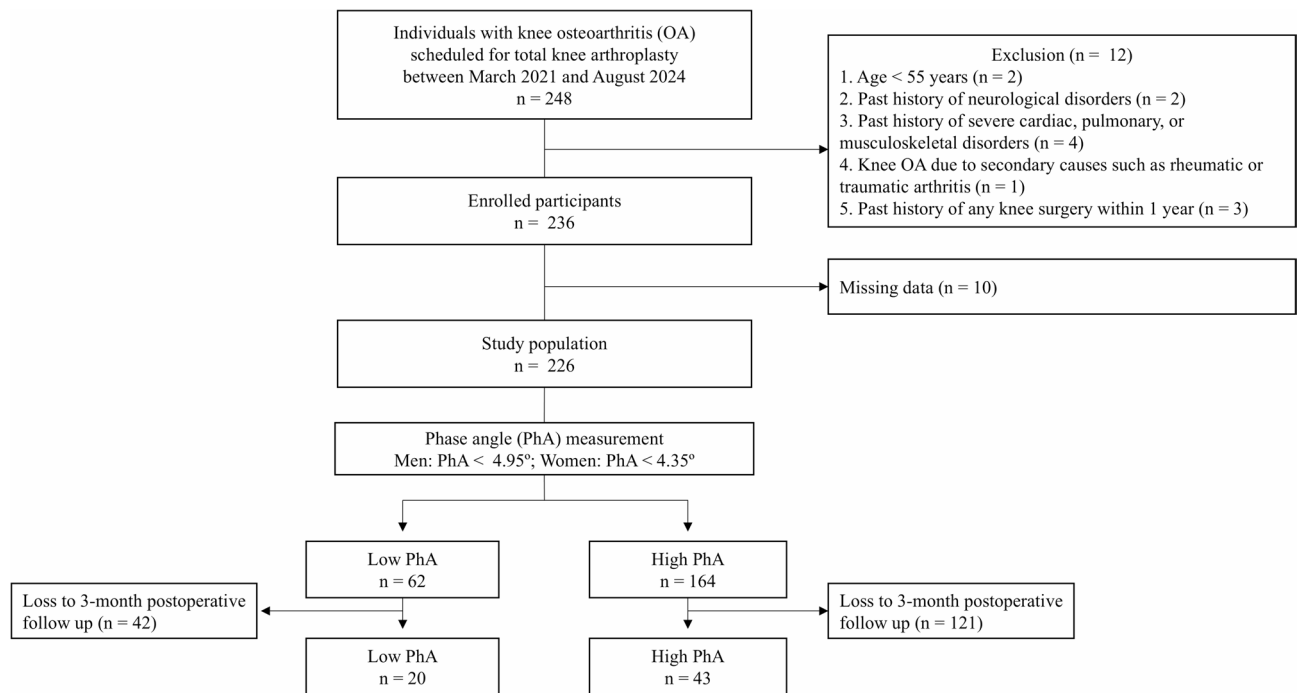 Individuals with knee osteoarthritis (OA)
scheduled for total knee arthroplasty
between March 2021 and August 2024
n = 248
Exclusion (n = 12)
1. Age < 55 years (n = 2)
2. Past history of neurological disorders (n = 2)
3. Past history of severe cardiac, pulmonary, or
musculoskeletal disorders (n = 4)
4. Knee OA due to secondary causes such as rheumatic or
traumatic arthritis (n = 1)
5. Past history of any knee surgery within 1 year (n = 3)
Enrolled participants
n = 236
Missing data (n = 10)
Study population
n = 226
Phase angle (PhA) measurement
Men: PhA < 4.95º; Women: PhA < 4.35º
Low PhA
n = 62
High PhA
n = 164
Loss to 3-month postoperative
follow up (n = 42)
Loss to 3-month postoperative
follow up (n = 121)
Low PhA
n = 20
High PhA
n = 43